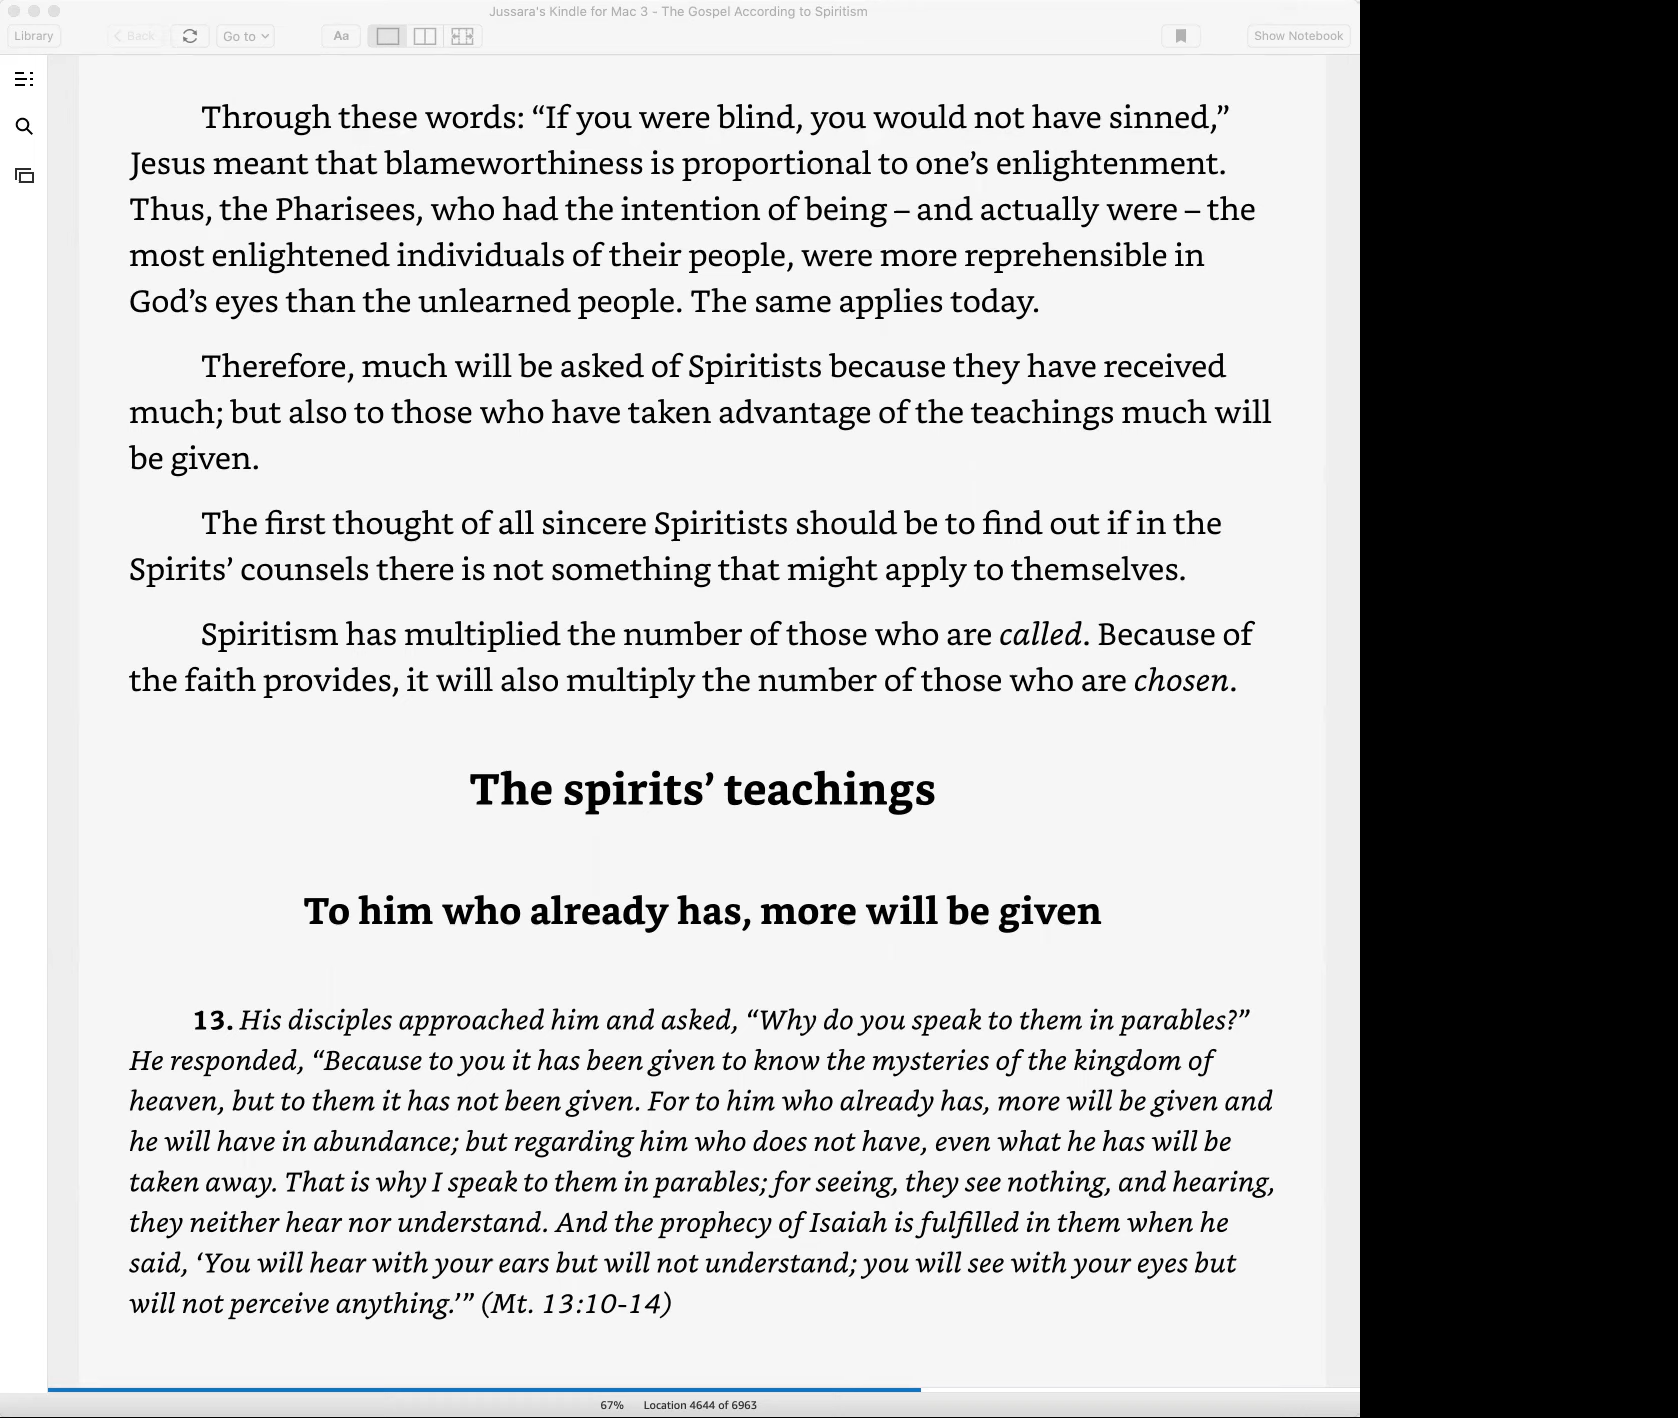 Jussara's Kindle for Mac 3 - The Gospel According to Spiritism
Library
Back
Go to
Aa
Show Notebook
Through these words: “If you were blind, you would not have sinned,”
Jesus meant that blameworthiness is proportional to one’s enlightenment.
Thus, the Pharisees, who had the intention of being – and actually were – the
most enlightened individuals of their people, were more reprehensible in
God’s eyes than the unlearned people. The same applies today.
Therefore, much will be asked of Spiritists because they have received
much; but also to those who have taken advantage of the teachings much will
be given.
The first thought of all sincere Spiritists should be to find out if in the
Spirits’ counsels there is not something that might apply to themselves.
Spiritism has multiplied the number of those who are called. Because of
the faith provides, it will also multiply the number of those who are chosen.
The spirits’ teachings
To him who already has, more will be given
13. His disciples approached him and asked, “Why do you speak to them in parables?”
He responded, “Because to you it has been given to know the mysteries of the kingdom of
heaven, but to them it has not been given. For to him who already has, more will be given and
he will have in abundance; but regarding him who does not have, even what he has will be
taken away. That is why I speak to them in parables; for seeing, they see nothing, and hearing,
they neither hear nor understand. And the prophecy of Isaiah is fulfilled in them when he
said, ‘You will hear with your ears but will not understand; you will see with your eyes but
will not perceive anything.’” (Mt. 13:10-14)
67% Location 4644 of 6963